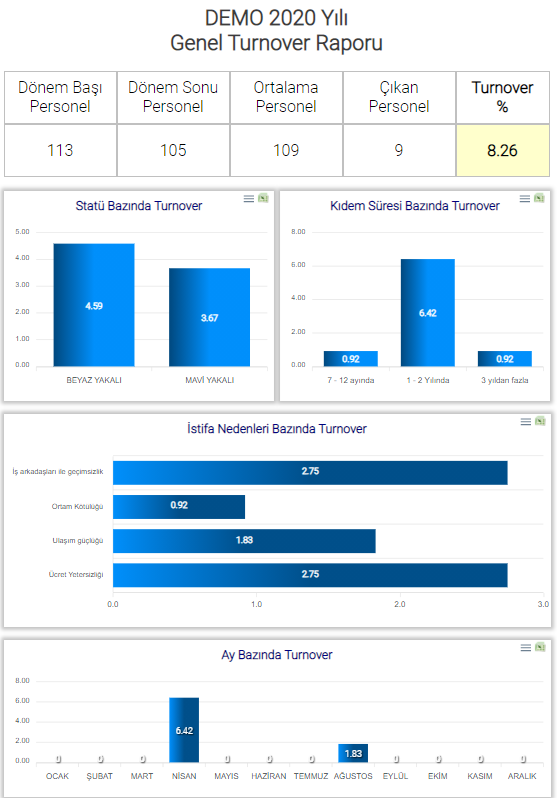 DEMO 2020 Yılı
Genel Turnover Raporu
Dönem Başı Personel
Dönem Sonu Personel
Ortalama Personel
Çıkan Personel
Turnover %
113
105
109
9
8.26
Statü Bazında Turnover
5.00
4.00
3.00
2.00
1.00
0.00
4.59
3.67
BEYAZ YAKALI
MAVİ YAKALI
Kıdem Süresi Bazında Turnover
8.00
6.00
4.00
2.00
0.00
0.92
6.42
0.92
7 - 12 ayında
1 - 2 Yılında
3 yıldan fazla
İstifa Nedenleri Bazında Turnover
İş arkadaşları ile geçimsizlik
2.75
Ortam Kötülüğü
0.92
Ulaşım güçlüğü
1.83
Ücret Yetersizliği
2.75
0.0
1.0
2.0
3.0
Ay Bazında Turnover
8.00
6.00
4.00
2.00
0.00
0
0
0
6.42
0
0
0
1.83
0
0
0
0
OCAK
ŞUBAT
MART
NİSAN
MAYIS
HAZİRAN
TEMMUZ
AĞUSTOS
EYLÜL
EKİM
KASIM
ARALIK